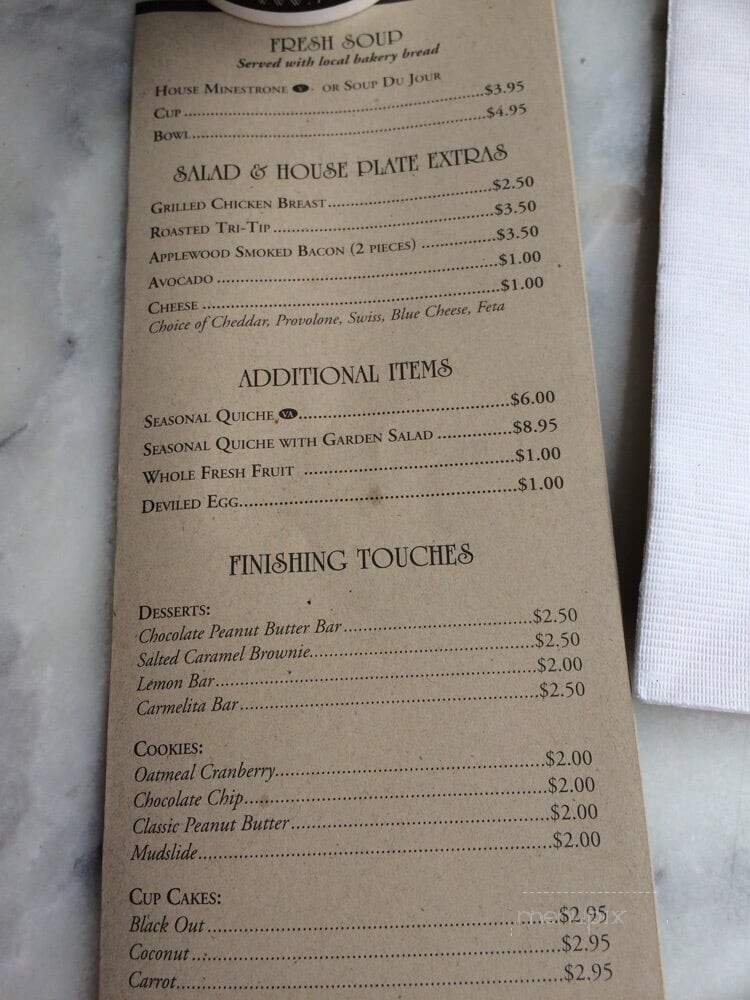 FRESH SOUP
Served with local bakery bread
HOUSE MINESTRONE V OR SOUP DU JOUR
CUP....................$3.95
BOWL....................$4.95
SALAD & HOUSE PLATE EXTRAS
GRILLED CHICKEN BREAST....................$2.50
ROASTED TRI-TIP....................$3.50
APPLEWOOD SMOKED BACON (2 PIECES) ....................$3.50
AVOCADO ....................$1.00
CHEESE ....................$1.00
Choice of Cheddar, Provolone, Swiss, Blue Cheese, Feta
ADDITIONAL ITEMS
SEASONAL QUICHE VA....................$6.00
SEASONAL QUICHE WITH GARDEN SALAD ....................$8.95
WHOLE FRESH FRUIT ....................$1.00
DEVILED EGG....................$1.00
FINISHING TOUCHES
DESSERTS:
Chocolate Peanut Butter Bar....................$2.50
Salted Caramel Brownie....................$2.50
Lemon Bar....................$2.00
Carmelita Bar....................$2.50
COOKIES:
Oatmeal Cranberry....................$2.00
Chocolate Chip....................$2.00
Classic Peanut Butter....................$2.00
Mudslide....................$2.00
CUP CAKES:
Black Out....................$2.95
menupix
Coconut....................$2.95
Carrot....................$2.95